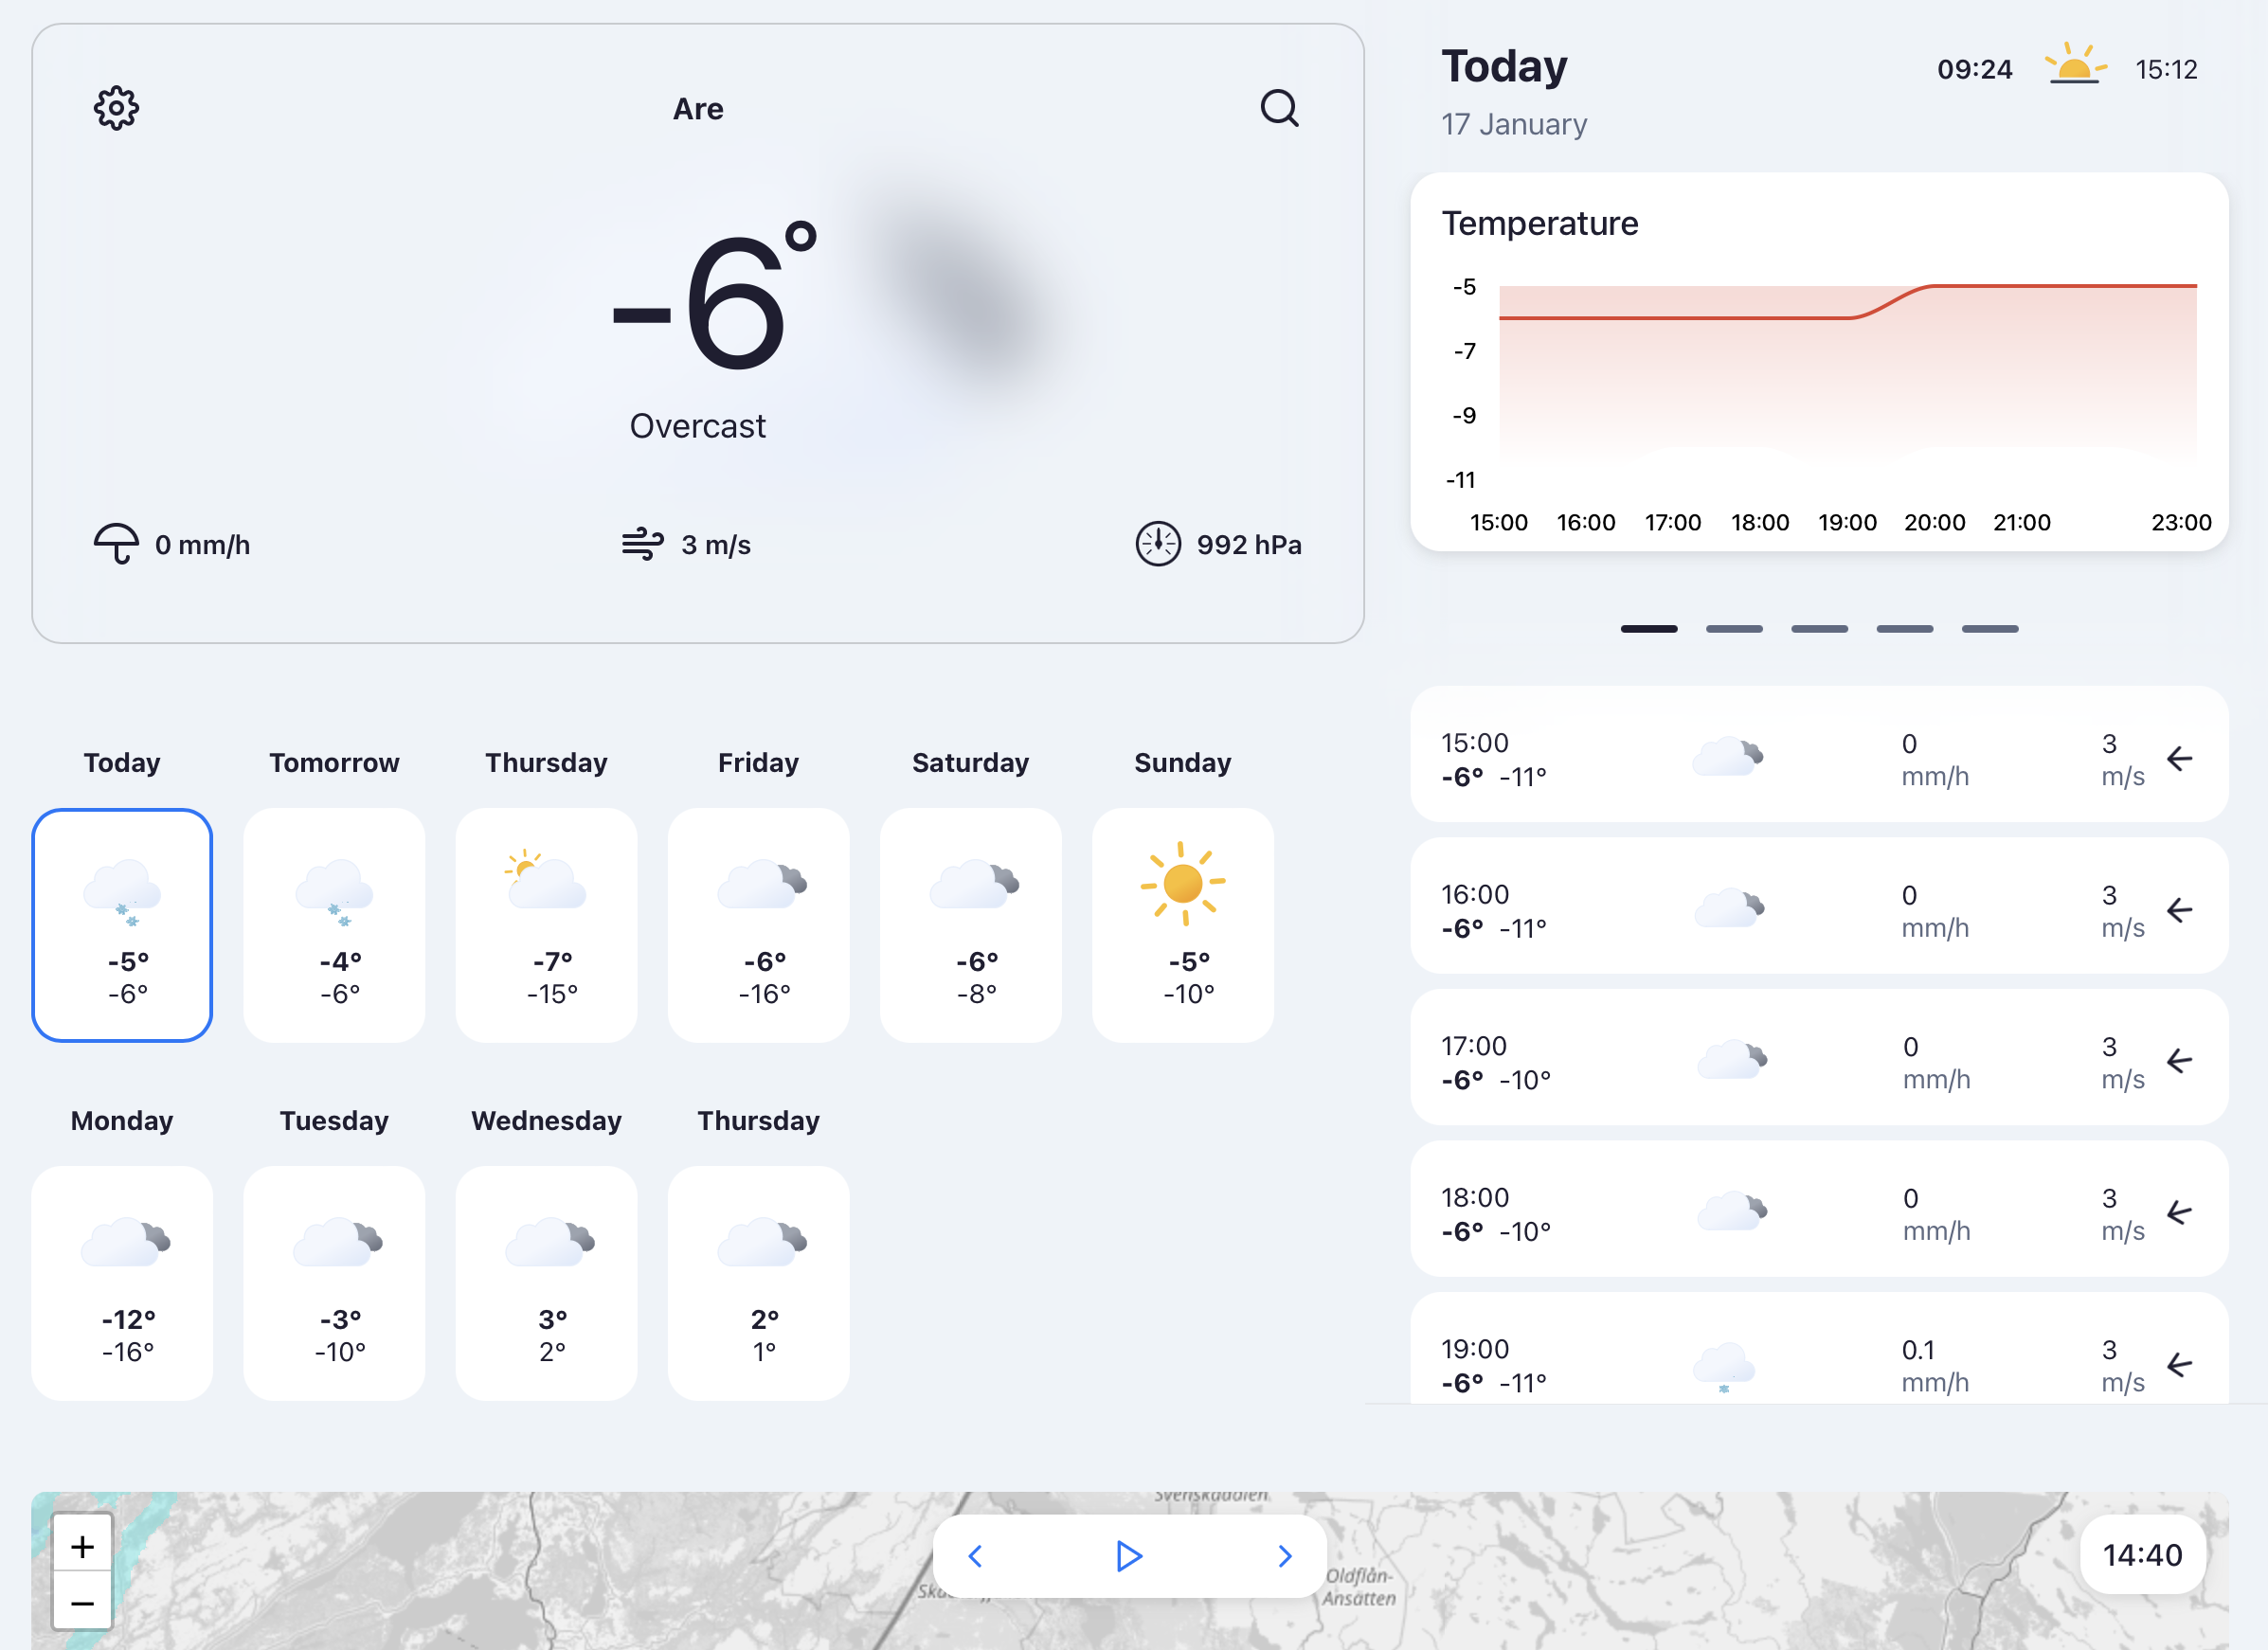 Are
-6°
Overcast
0 mm/h
3 m/s
992 hPa
Today
09:24
15:12
17 January
Temperature
-5
-7
-9
-11
15:00 16:00 17:00 18:00 19:00 20:00 21:00 23:00
15:00
-6° -11°
0
mm/h
3
m/s
16:00
-6° -11°
0
mm/h
3
m/s
17:00
-6° -10°
0
mm/h
3
m/s
18:00
-6° -10°
0
mm/h
3
m/s
19:00
-6° -11°
0.1
mm/h
3
m/s
Today Tomorrow Thursday Friday Saturday Sunday
-5° -4° -7° -6° -6° -5°
-6° -6° -15° -16° -8° -10°
Monday Tuesday Wednesday Thursday
-12° -3° 3° 2°
-16° -10° 2° 1°
+
−
Oldflån-
Ansätten
14:40